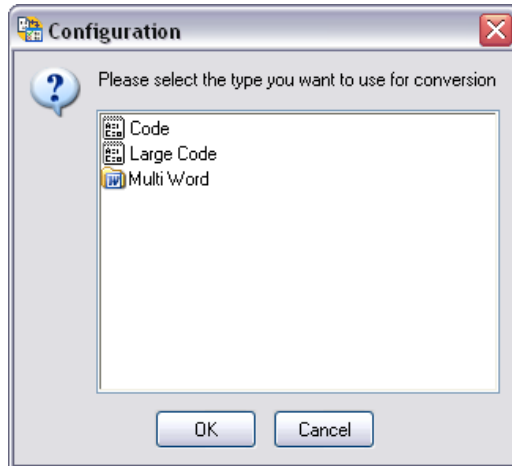 Configuration
Please select the type you want to use for conversion
Code
Large Code
Multi Word
OK
Cancel